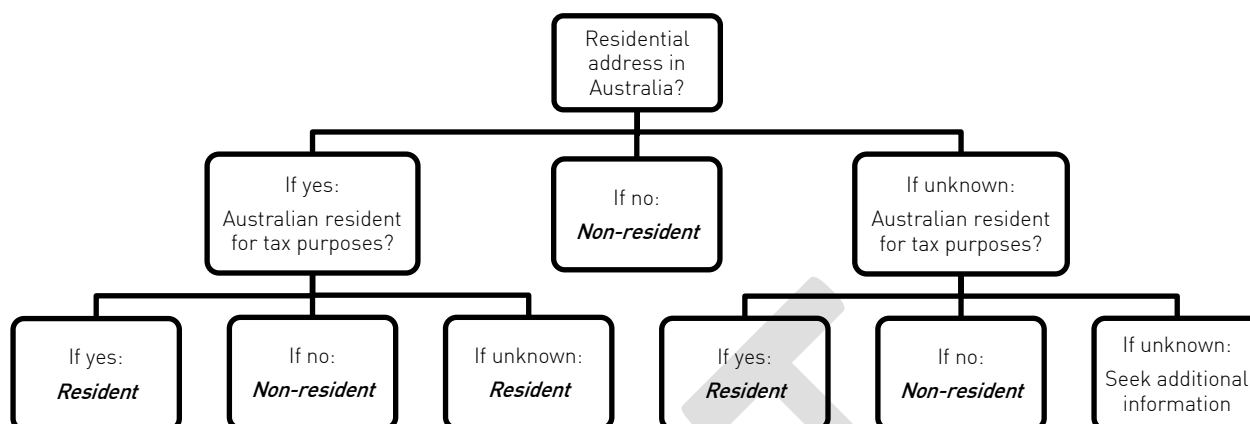 Residential
address in
Australia?
If yes:
Australian resident
for tax purposes?
If no:
Non-resident
If unknown:
Australian resident
for tax purposes?
If yes:
Resident
If no:
Non-resident
If unknown:
Resident
If yes:
Resident
If no:
Non-resident
If unknown:
Seek additional
information